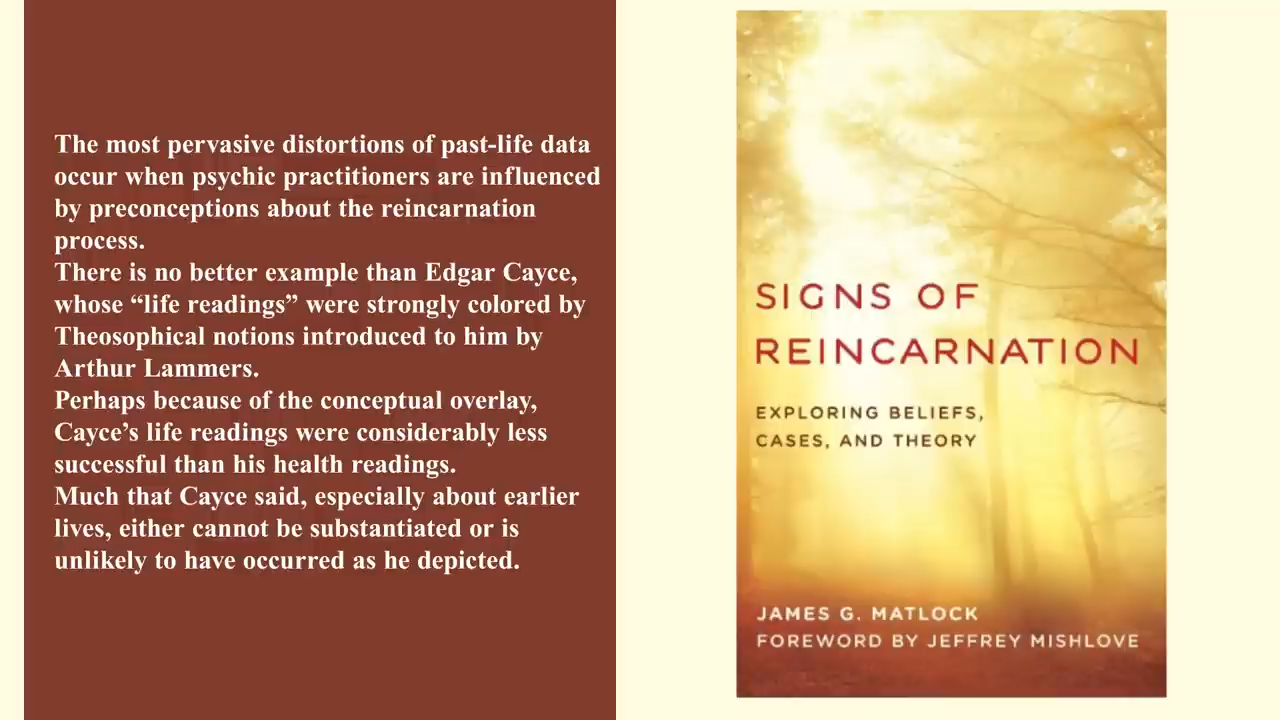 The most pervasive distortions of past-life data
occur when psychic practitioners are influenced
by preconceptions about the reincarnation
process.
There is no better example than Edgar Cayce,
whose “life readings” were strongly colored by
Theosophical notions introduced to him by
Arthur Lammers.
Perhaps because of the conceptual overlay,
Cayce’s life readings were considerably less
successful than his health readings.
Much that Cayce said, especially about earlier
lives, either cannot be substantiated or is
unlikely to have occurred as he depicted.
SIGNS OF
REINCARNATION
EXPLORING BELIEFS,
CASES, AND THEORY
JAMES G. MATLOCK
FOREWORD BY JEFFREY MISHLOVE